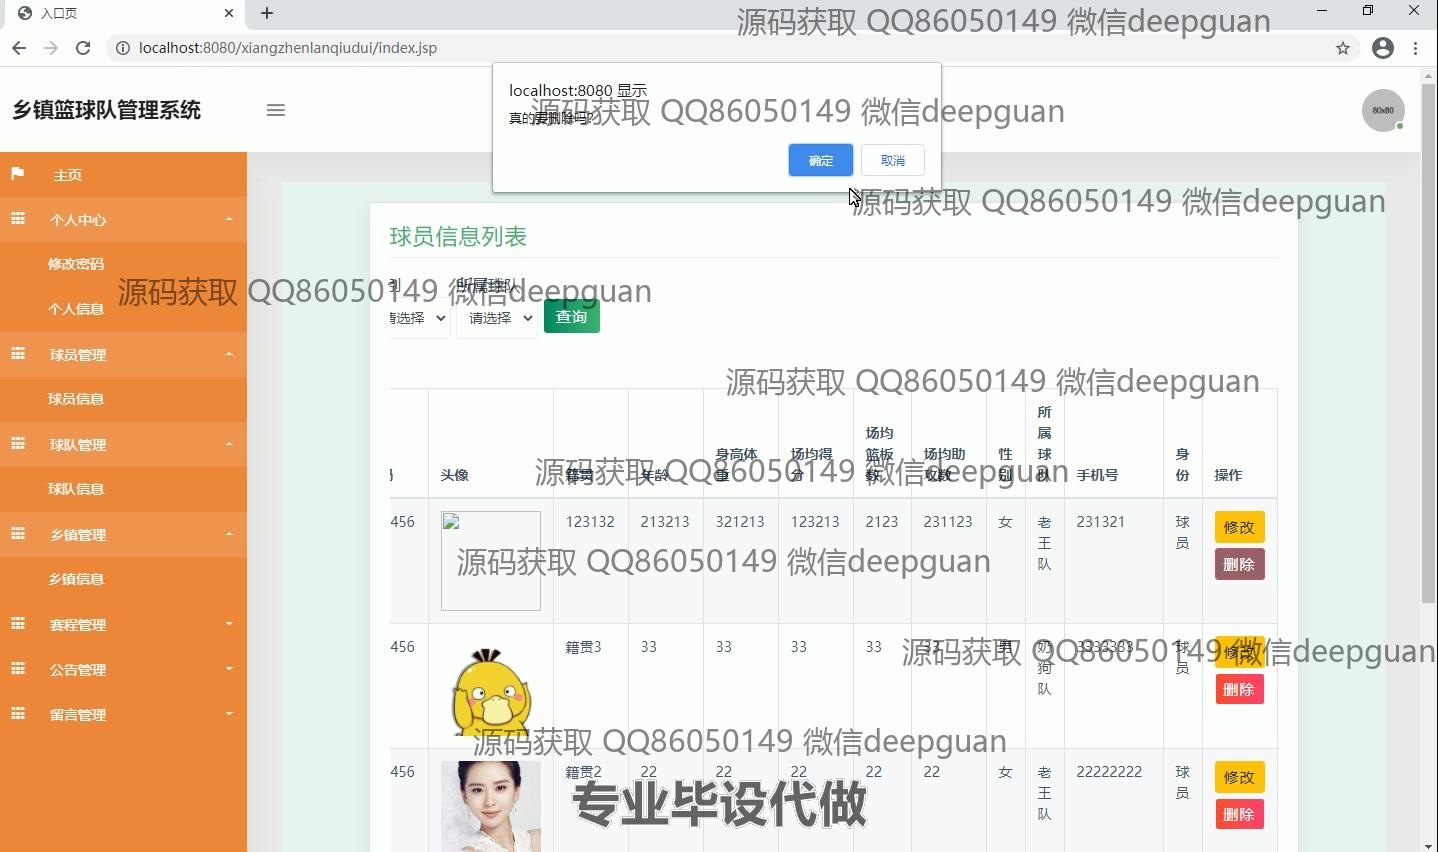 入口页
源码获取 QQ86050149 微信deepguan
localhost:8080/xiangzhenlanqiudui/index.jsp
localhost:8080 显示
乡镇篮球队管理系统
80x80
源码获取 QQ86050149 微信deepguan
真的要删除吗?
确定
取消
主页
源码获取 QQ86050149 微信deepguan
个人中心
球员信息列表
修改密码
源码获取 QQ86050149 微信deepguan
别
所属球队
个人信息
请选择
请选择
查询
球员管理
源码获取 QQ86050149 微信deepguan
球员信息
球队管理
头像
籍贯
年龄
身高体重
场均得分
场均篮板数
场均助攻数
性别
所属球队
手机号
身份
操作
源码获取 QQ86050149 微信deepguan
球队信息
456
123132
213213
321213
123213
2123
231123
女
老王队
231321
球员
修改
删除
乡镇管理
源码获取 QQ86050149 微信deepguan
乡镇信息
赛程管理
456
籍贯3
33
33
33
33
33
男
奶狗队
3333333
球员
修改
删除
源码获取 QQ86050149 微信deepguan
公告管理
留言管理
源码获取 QQ86050149 微信deepguan
456
籍贯2
22
22
22
22
22
女
老王队
22222222
球员
修改
删除
专业毕设代做